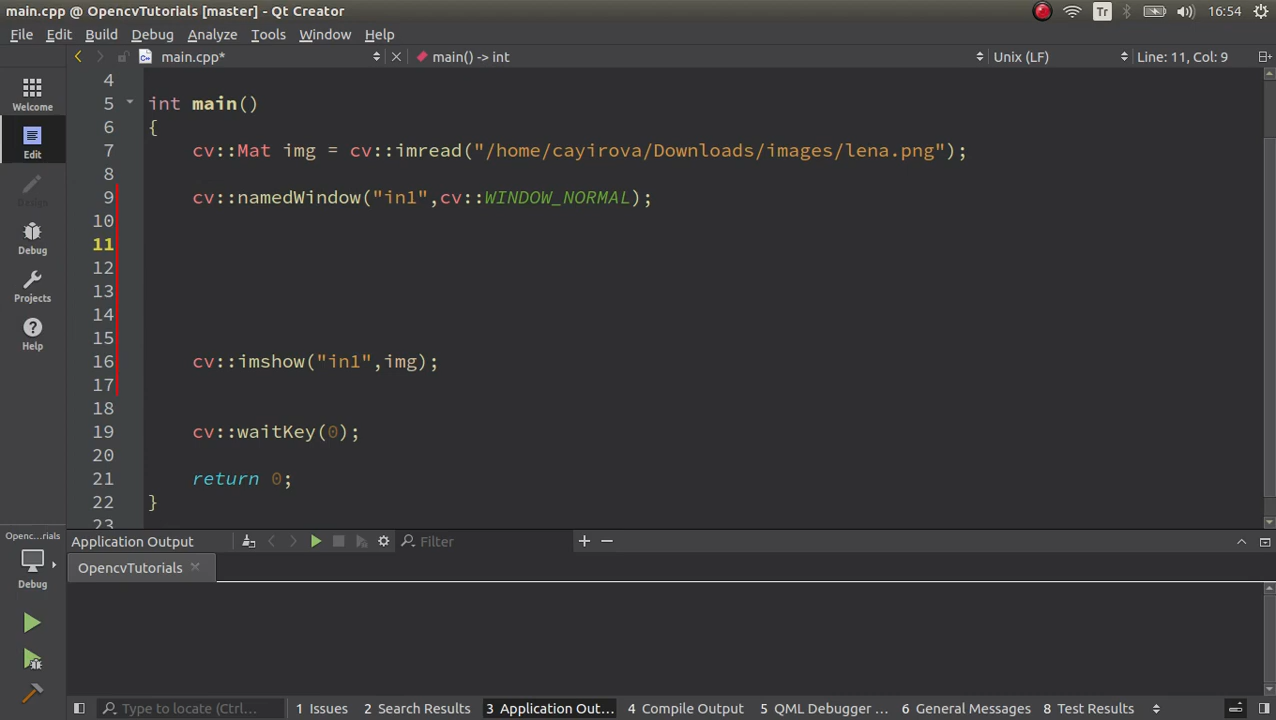 main.cpp @ OpencvTutorials [master] - Qt Creator
Tr
16:54
File Edit Build Debug Analyze Tools Window Help
main.cpp*
main() -> int
Unix (LF)
Line: 11, Col: 9
Welcome
Edit
Design
Debug
Projects
Help
4
5 int main()
6 {
7 cv::Mat img = cv::imread("/home/cayirova/Downloads/images/lena.png");
8
9 cv::namedWindow("in1",cv::WINDOW_NORMAL);
10
11
12
13
14
15
16 cv::imshow("in1",img);
17
18
19 cv::waitKey(0);
20
21 return 0;
22 }
23
Openc...rials
Debug
Application Output
Filter
OpencvTutorials
Type to locate (Ctrl...
1 Issues
2 Search Results
3 Application Out...
4 Compile Output
5 QML Debugger ...
6 General Messages
8 Test Results